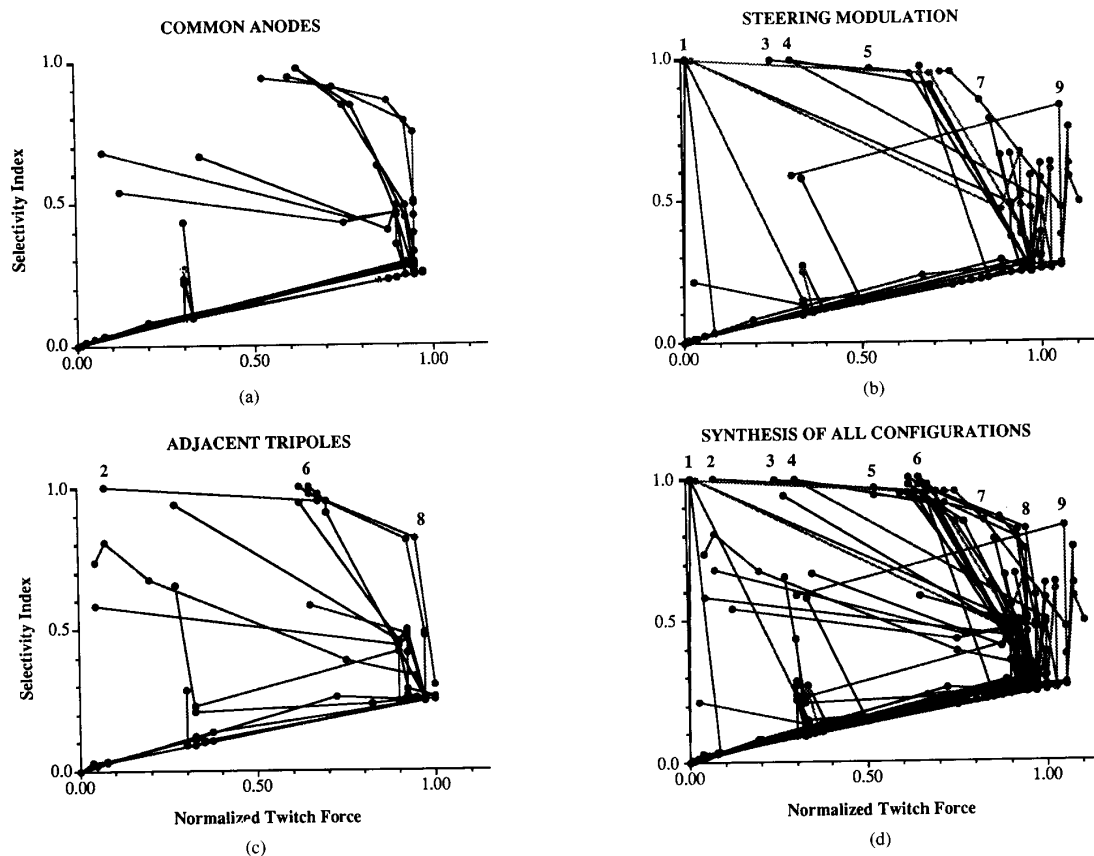 COMMON ANODES
1.0
0.5
0.0
0.50
1.00
Selectivity Index
(a)
STEERING MODULATION
1 3 4 5 7 9
1.0
0.5
0.0
0.00
0.50
1.00
(b)
ADJACENT TRIPOLES
2 6 8
1.0
0.5
0.0
0.00
0.50
1.00
Selectivity Index
Normalized Twitch Force
(c)
SYNTHESIS OF ALL CONFIGURATIONS
1 2 3 4 5 6 7 8 9
1.0
0.5
0.0
0.00
0.50
1.00
Normalized Twitch Force
(d)